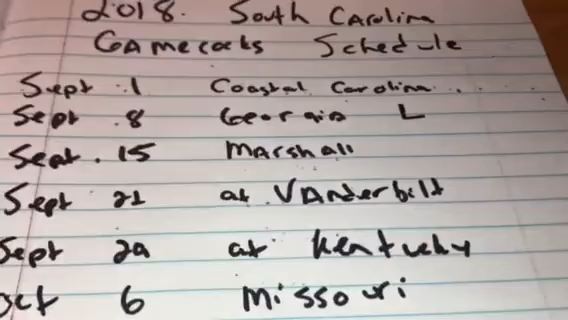 2018. South Carolina
Gamecocks Schedule
Sept .1 Coastal Carolina..
Sept .8 Georgia L
Sept. 15 Marshall
Sept 21 at Vanderbilt
Sept 29 at Kentucky
Oct 6 Missouri